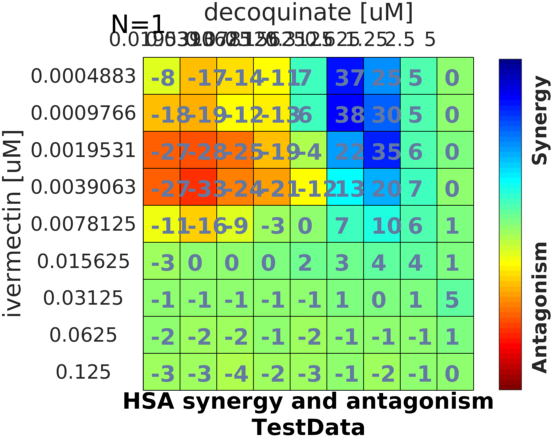 decoquinate [uM]
N=1
2.5 5
ivermectin [uM]
0.0004883 -8 -17 -14 -11 7 37 25 5 0
0.0009766 -18 -19 -12 -13 6 38 30 5 0
0.0019531 -27 -28 -25 -19 -4 22 35 6 0
0.0039063 -27 -33 -24 -21 -12 13 20 7 0
0.0078125 -11 -16 -9 -3 0 7 10 6 1
0.015625 -3 0 0 0 2 3 4 4 1
0.03125 -1 -1 -1 -1 -1 1 0 1 5
0.0625 -2 -2 -2 -1 -2 -1 -1 -1 1
0.125 -3 -3 -4 -2 -3 -1 -2 -1 0
Synergy
Antagonism
HSA synergy and antagonism
TestData